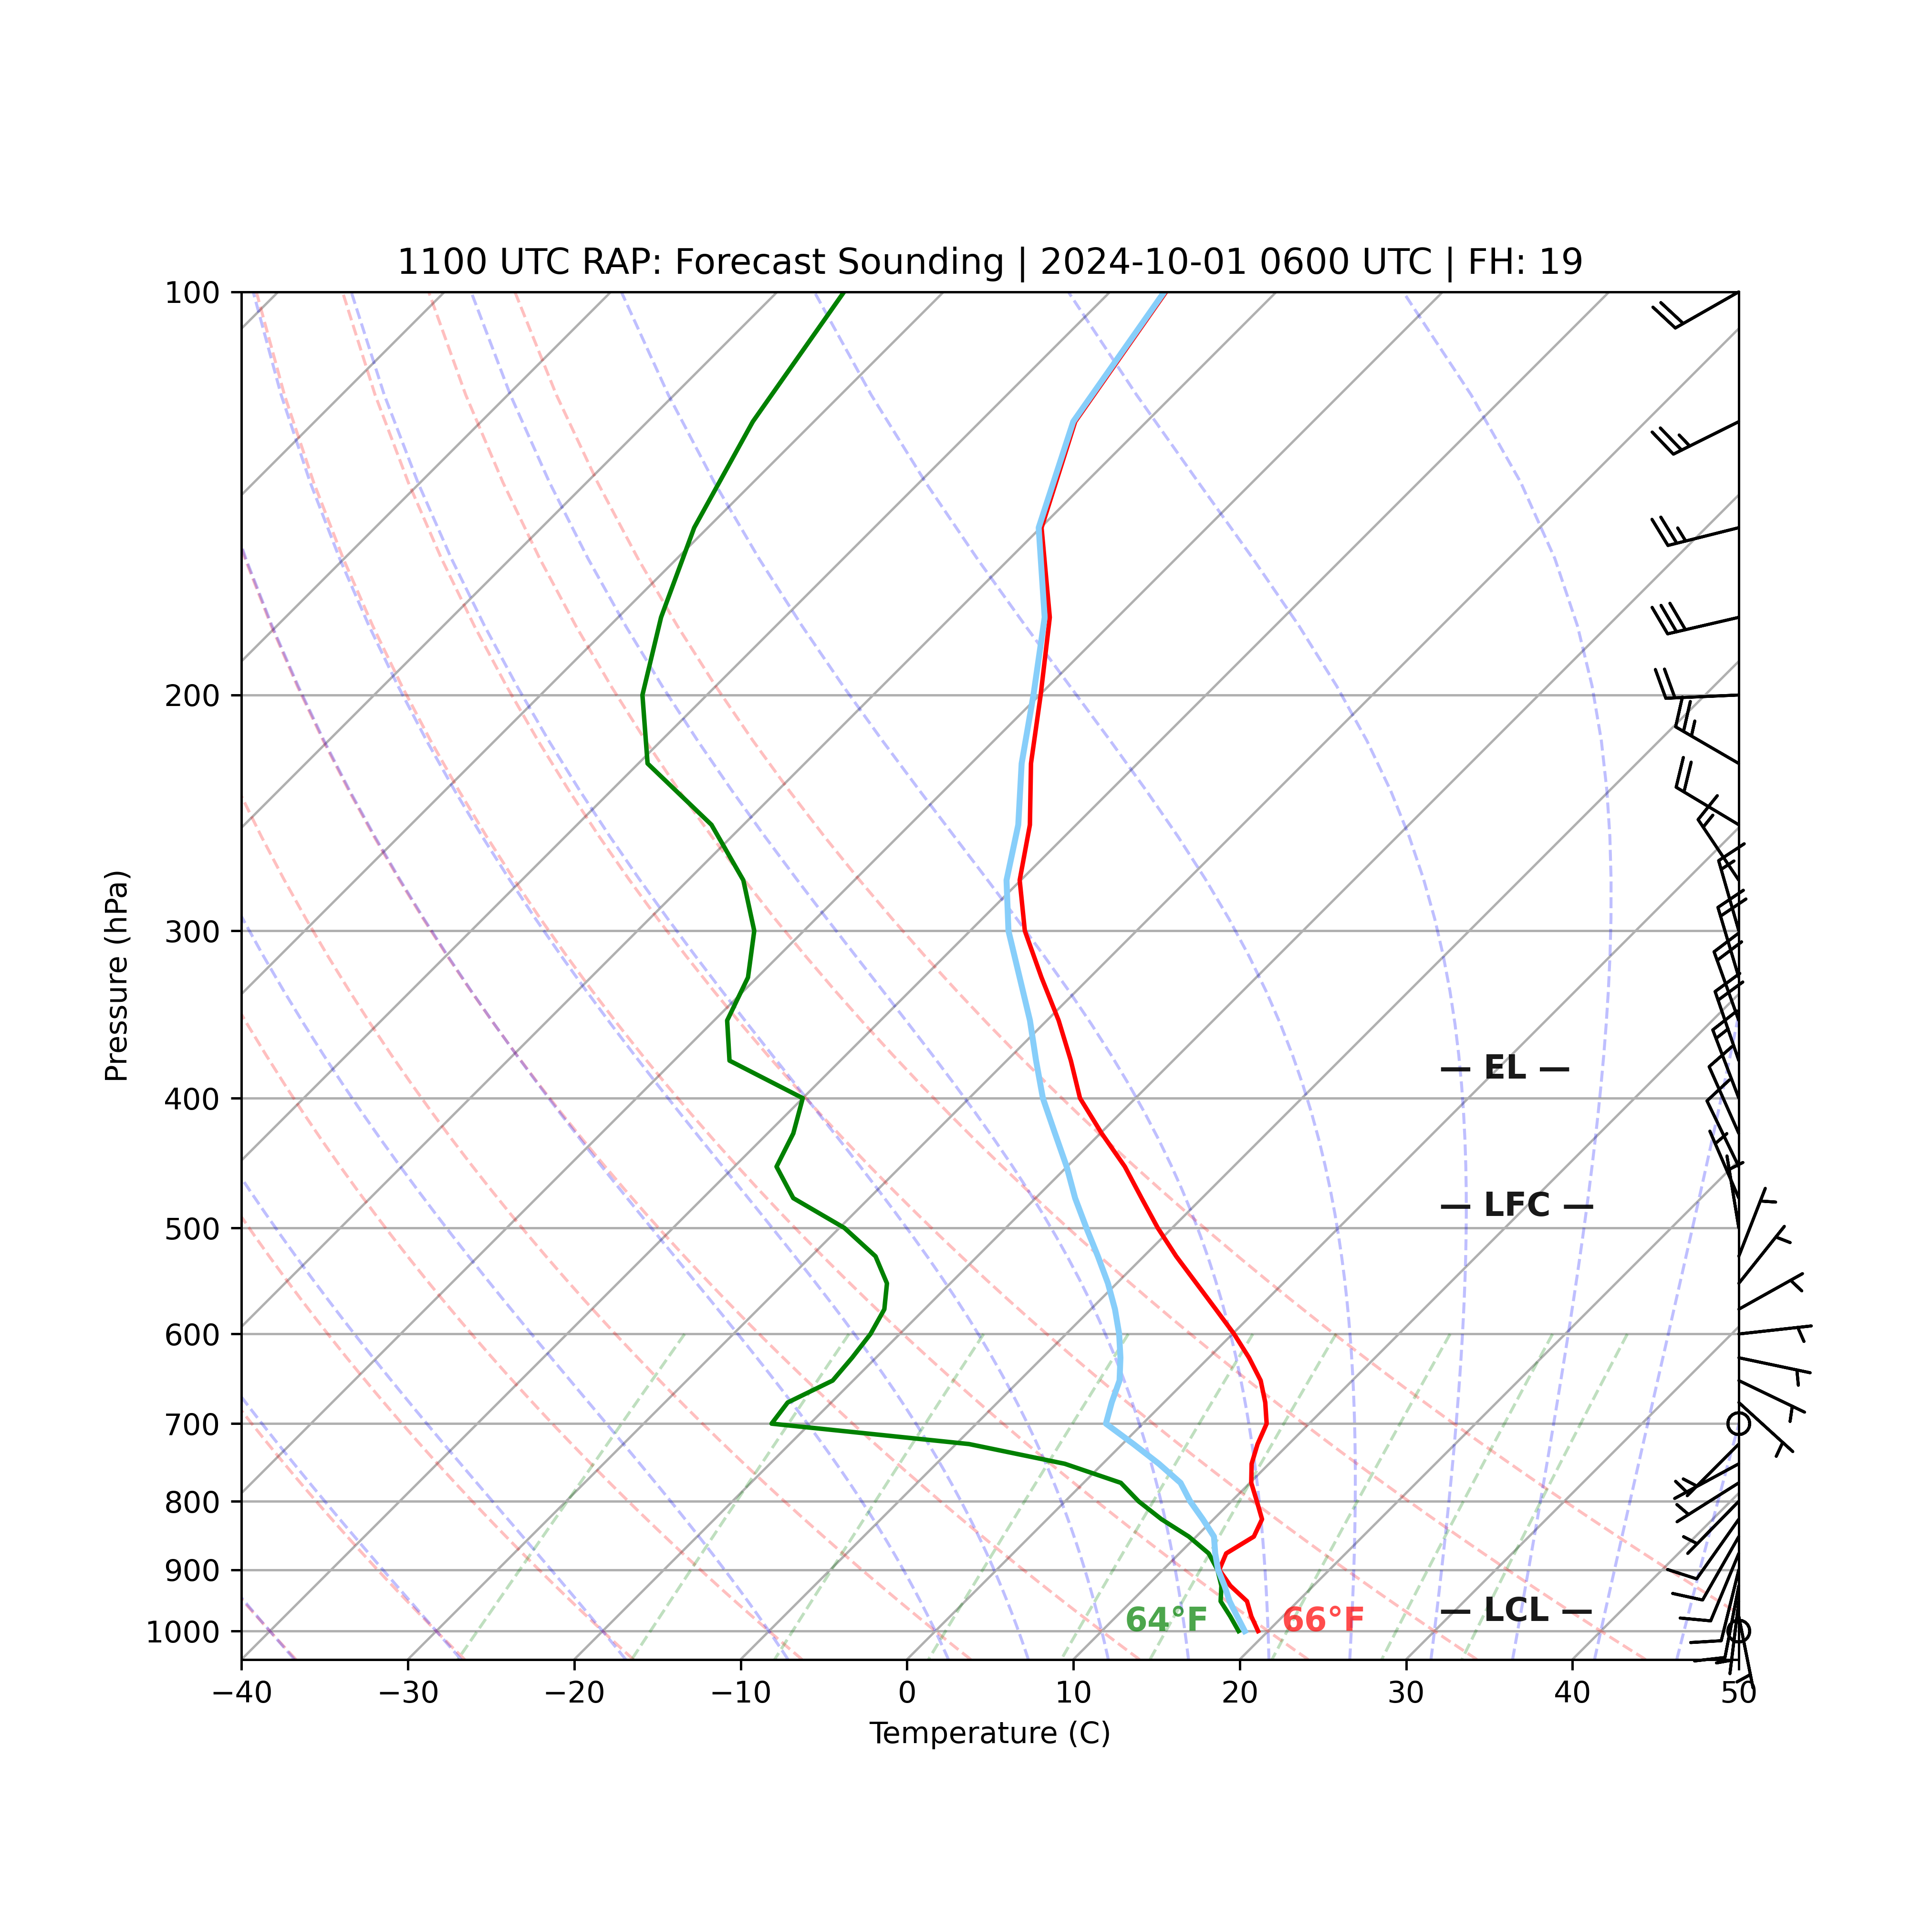 1100 UTC RAP: Forecast Sounding | 2024-10-01 0600 UTC | FH: 19
100
200
300
400
500
600
700
800
900
1000
Pressure (hPa)
— EL —
— LFC —
— LCL —
64°F 66°F
−40 −30 −20 −10 0 10 20 30 40 50
Temperature (C)